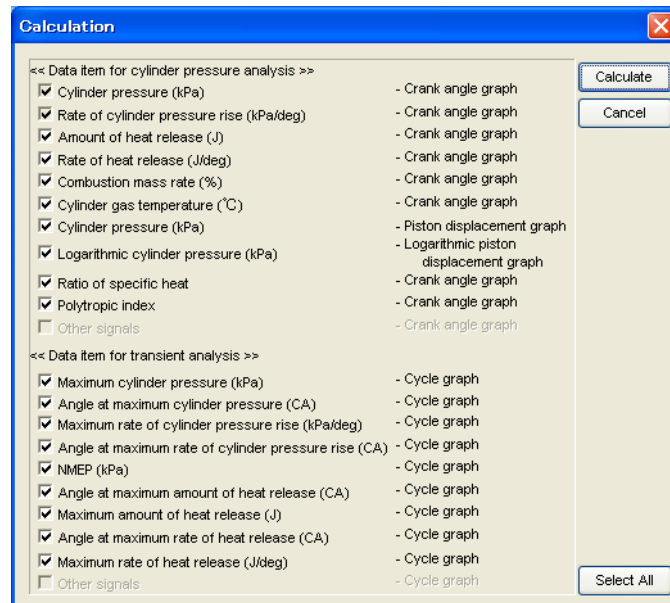 Calculation
<< Data item for cylinder pressure analysis >>
Cylinder pressure (kPa) - Crank angle graph
Rate of cylinder pressure rise (kPa/deg) - Crank angle graph
Amount of heat release (J) - Crank angle graph
Rate of heat release (J/deg) - Crank angle graph
Combustion mass rate (%) - Crank angle graph
Cylinder gas temperature (℃) - Crank angle graph
Cylinder pressure (kPa) - Piston displacement graph
Logarithmic cylinder pressure (kPa) - Logarithmic piston
displacement graph
Ratio of specific heat - Crank angle graph
Polytropic index - Crank angle graph
Other signals - Crank angle graph
<< Data item for transient analysis >>
Maximum cylinder pressure (kPa) - Cycle graph
Angle at maximum cylinder pressure (CA) - Cycle graph
Maximum rate of cylinder pressure rise (kPa/deg) - Cycle graph
Angle at maximum rate of cylinder pressure rise (CA) - Cycle graph
NMEP (kPa) - Cycle graph
Angle at maximum amount of heat release (CA) - Cycle graph
Maximum amount of heat release (J) - Cycle graph
Angle at maximum rate of heat release (CA) - Cycle graph
Maximum rate of heat release (J/deg) - Cycle graph
Other signals - Cycle graph
Calculate
Cancel
Select All